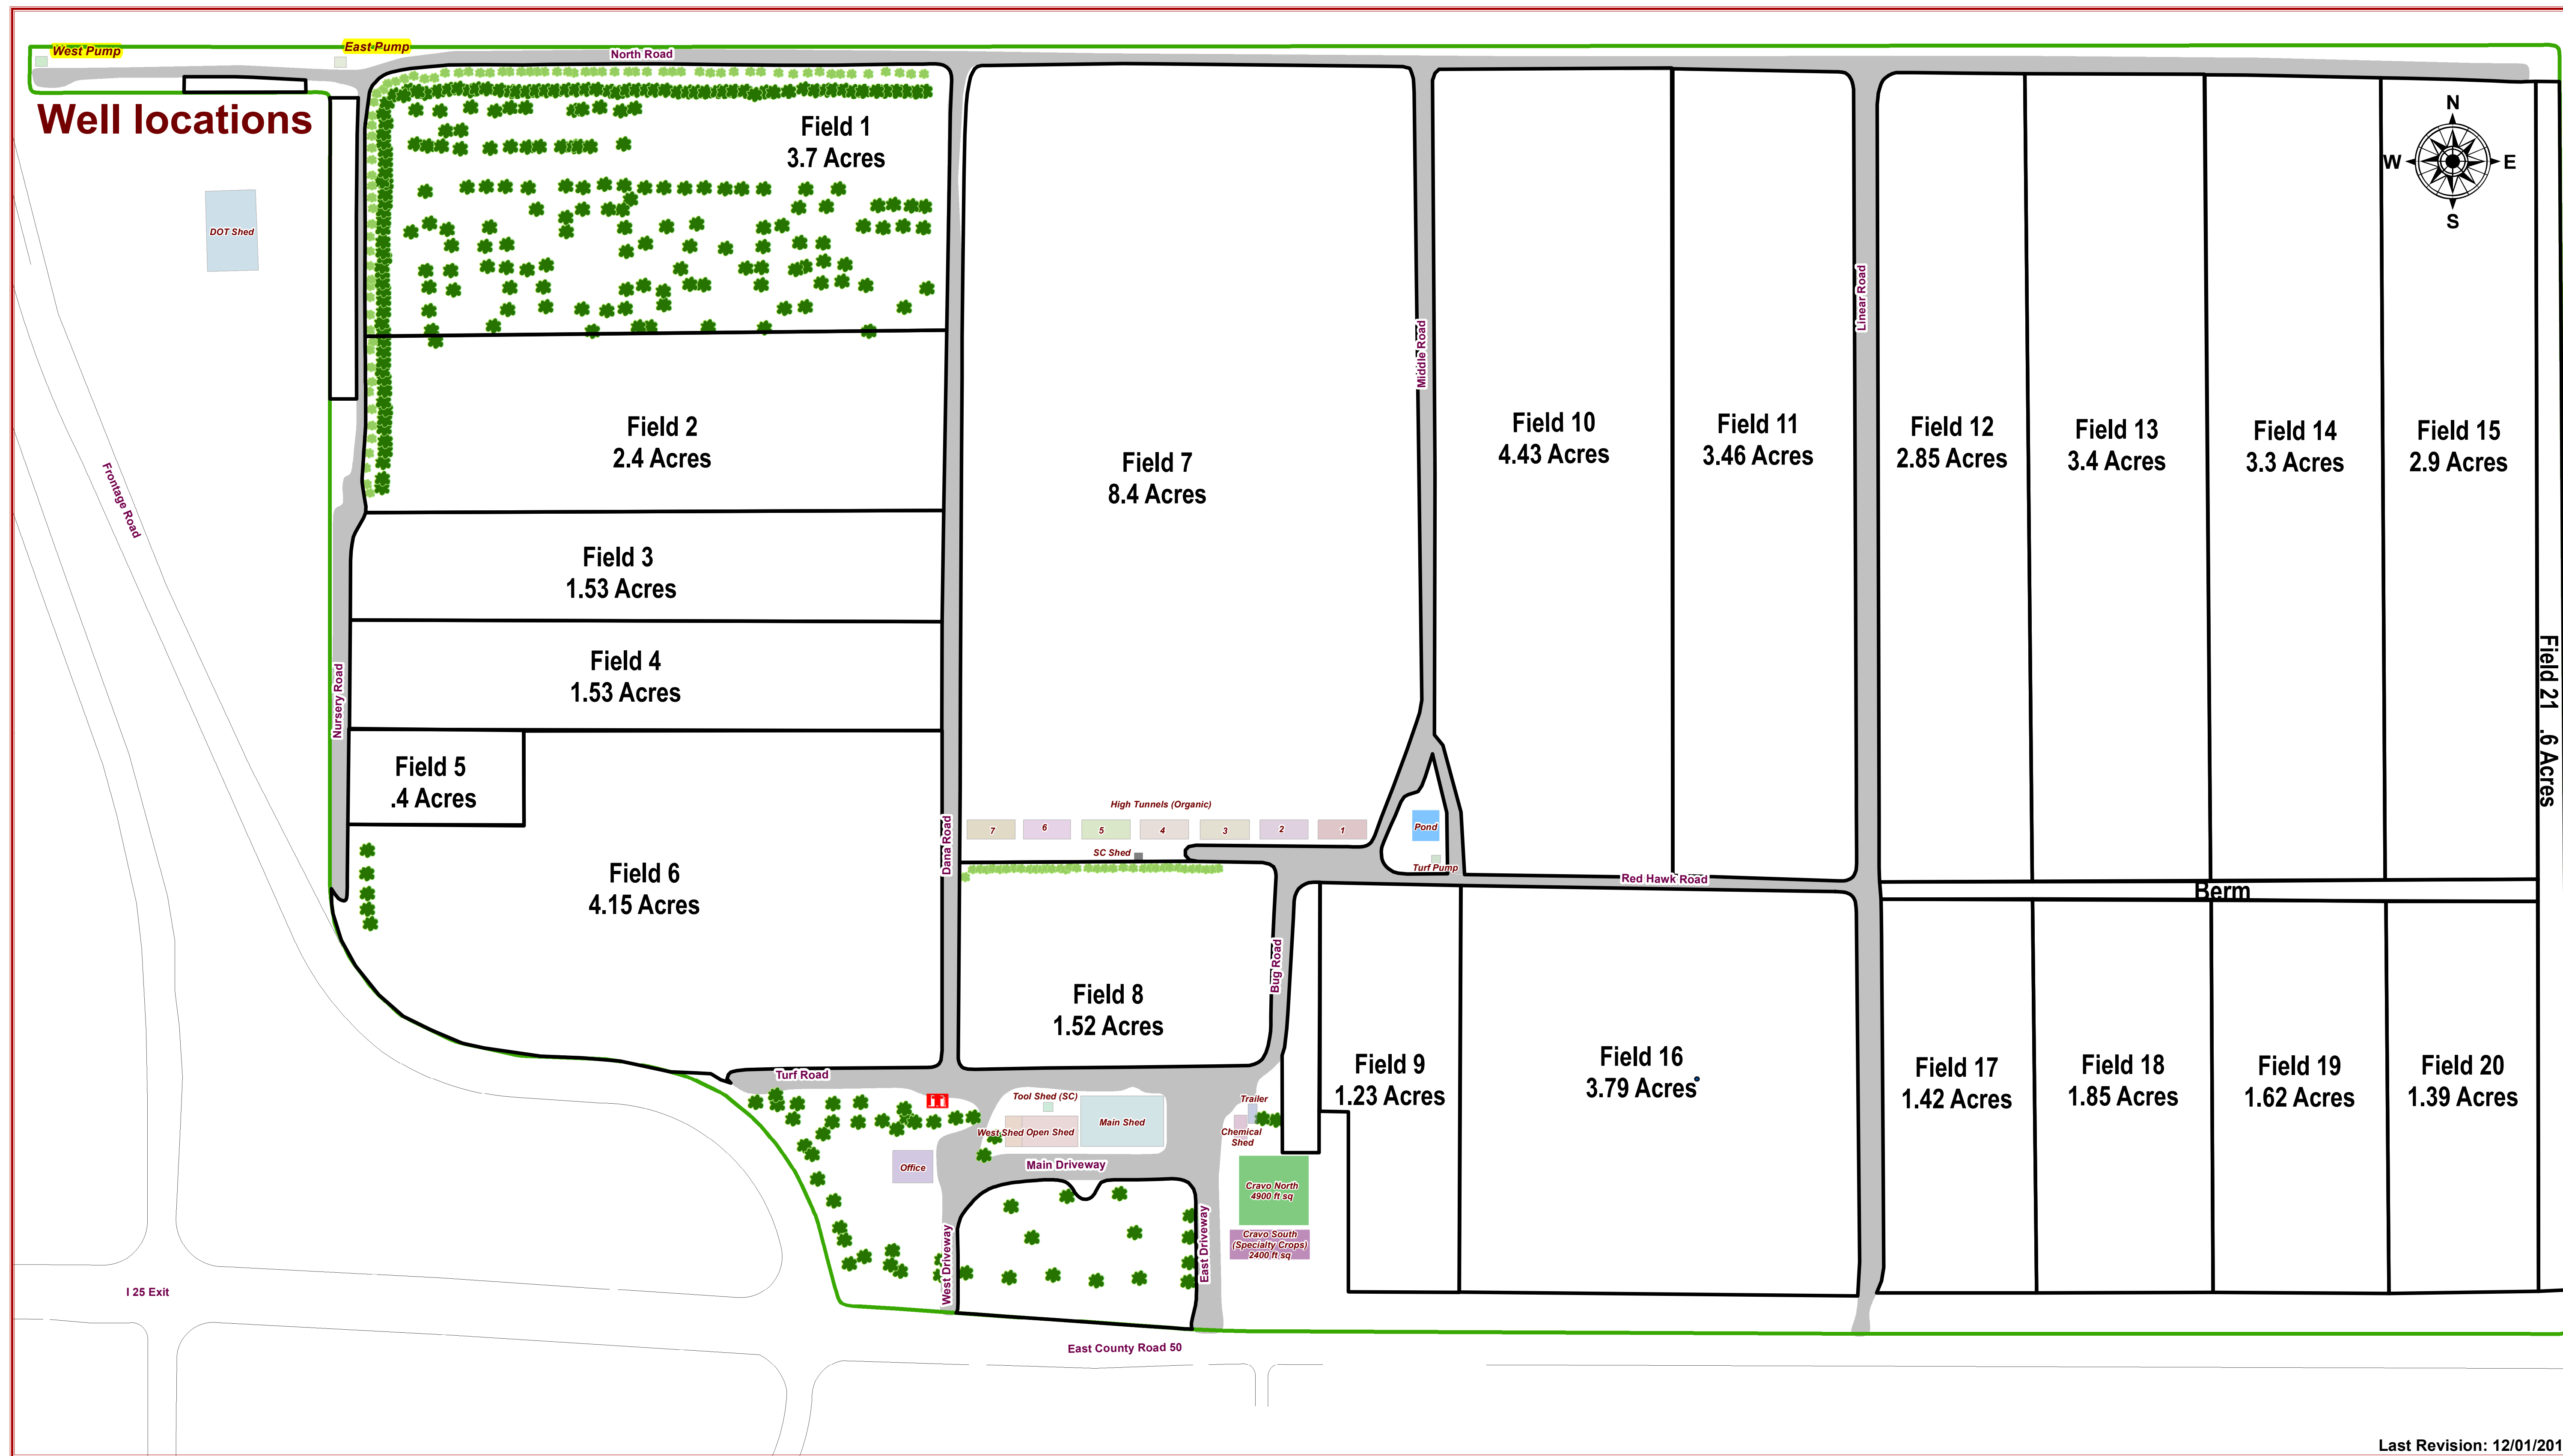 West Pump
East Pump
North Road
Well locations
DOT Shed
Field 1
3.7 Acres
N
W
E
S
Linear Road
Middle Road
Frontage Road
Field 2
2.4 Acres
Field 7
8.4 Acres
Field 10
4.43 Acres
Field 11
3.46 Acres
Field 12
2.85 Acres
Field 13
3.4 Acres
Field 14
3.3 Acres
Field 15
2.9 Acres
Field 3
1.53 Acres
Field 4
1.53 Acres
Nursery Road
Field 21 .6 Acres
Field 5
.4 Acres
High Tunnels (Organic)
7
6
5
4
3
2
1
Pond
SC Shed
Turf Pump
Dana Road
Field 6
4.15 Acres
Red Hawk Road
Berm
Bug Road
Field 8
1.52 Acres
Field 9
1.23 Acres
Field 16
3.79 Acres
Field 17
1.42 Acres
Field 18
1.85 Acres
Field 19
1.62 Acres
Field 20
1.39 Acres
Turf Road
Tool Shed (SC)
Trailer
West Shed
Open Shed
Main Shed
Chemical
Shed
Office
Main Driveway
Cravo North
4900 ft sq
West Driveway
East Driveway
Cravo South
(Specialty Crops)
2400 ft sq
I 25 Exit
East County Road 50
Last Revision: 12/01/201